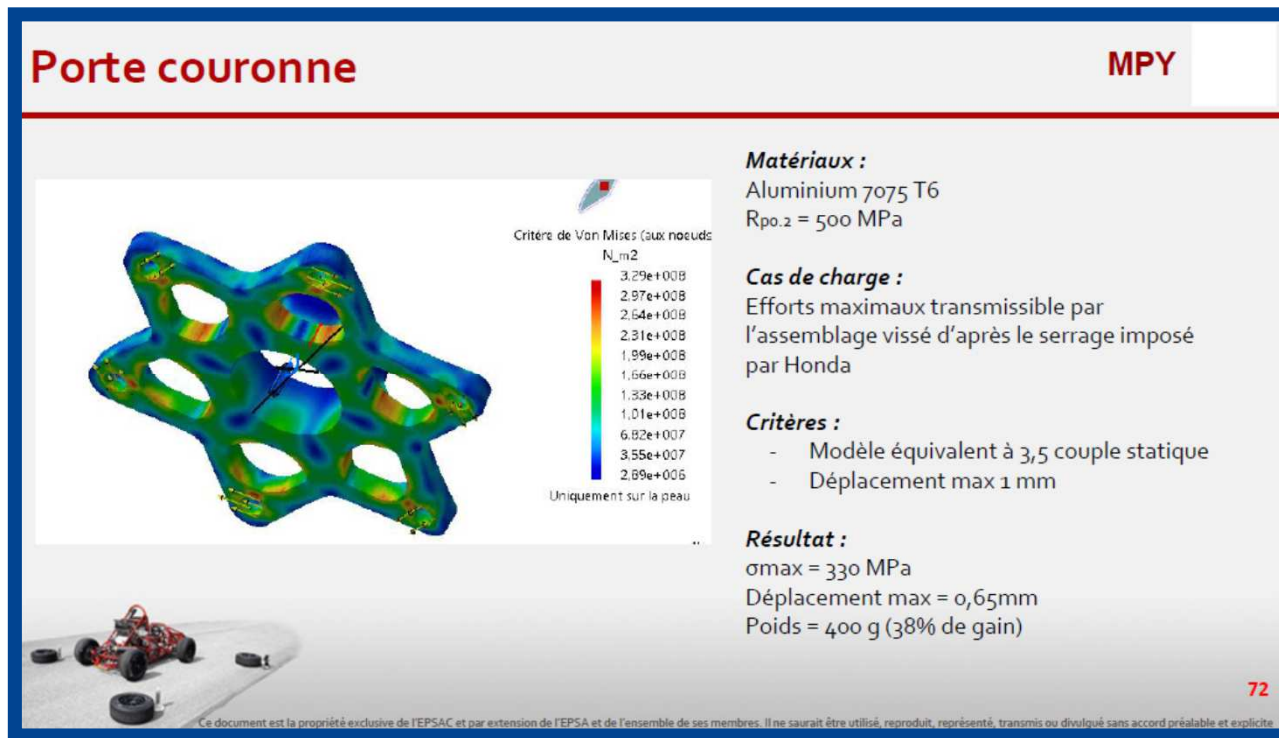 Porte couronne
MPY
Critére de Von Mises (aux noeuds
N_m2
3,29e+008
2,97e+008
2,64e+008
2,31e+008
1,99e+008
1,66e+008
1,33e+008
1,01e+008
6,82e+007
3,55e+007
2,89e+006
Uniquement sur la peau
Matériaux :
Aluminium 7075 T6
Rp0.2 = 500 MPa
Cas de charge :
Efforts maximaux transmissible par
l'assemblage vissé d'après le serrage imposé
par Honda
Critères :
- Modèle équivalent à 3,5 couple statique
- Déplacement max 1 mm
Résultat :
σmax = 330 MPa
Déplacement max = 0,65mm
Poids = 400 g (38% de gain)
72
Ce document est la propriété exclusive de l'EPSAC et par extension de l'EPSA et de l'ensemble de ses membres. Il ne saurait être utilisé, reproduit, représenté, transmis ou divulgué sans accord préalable et explicite